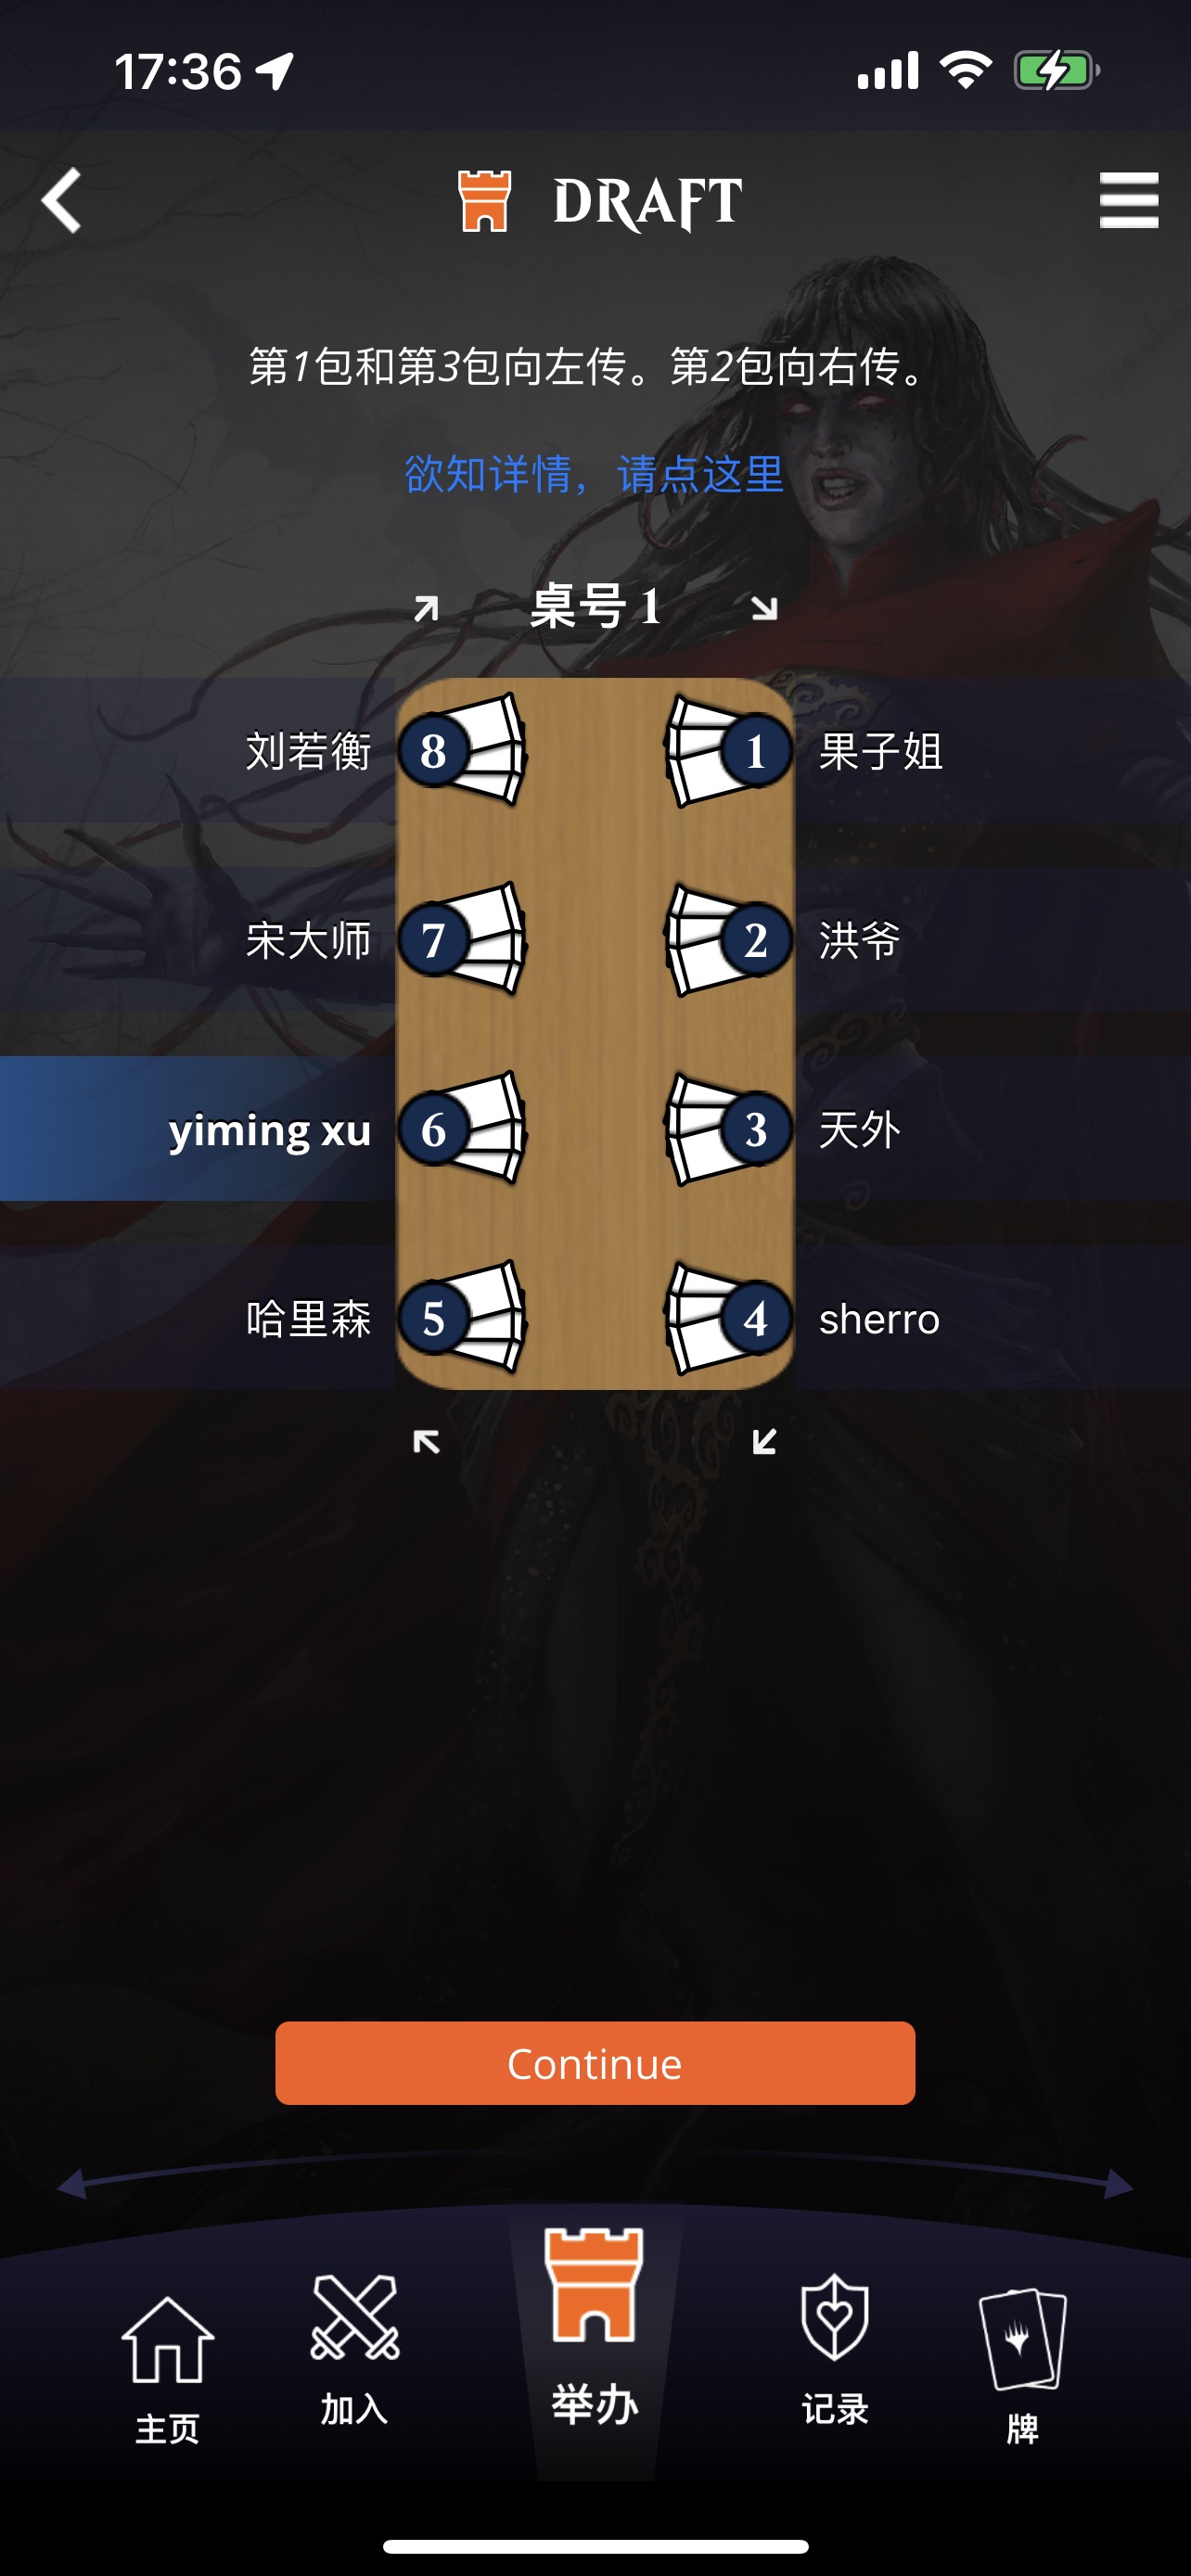 17:36
DRAFT
第1包和第3包向左传。第2包向右传。
欲知详情，请点这里
桌号 1
刘若衡 8 1 果子姐
宋大师 7 2 洪爷
yiming xu 6 3 天外
哈里森 5 4 sherro
Continue
主页 加入 举办 记录 牌